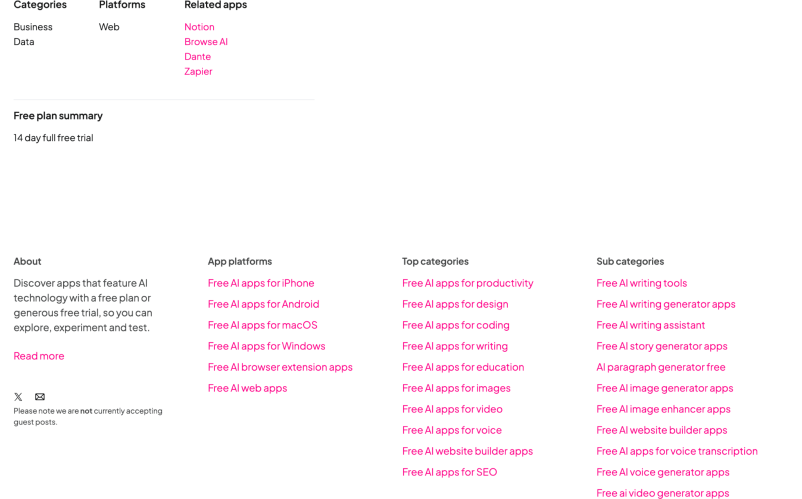 Categories
Business
Data
Platforms
Web
Related apps
Notion
Browse AI
Dante
Zapier
Free plan summary
14 day full free trial
About
Discover apps that feature AI
technology with a free plan or
generous free trial, so you can
explore, experiment and test.
Read more
Please note we are not currently accepting
guest posts.
App platforms
Free AI apps for iPhone
Free AI apps for Android
Free AI apps for macOS
Free AI apps for Windows
Free AI browser extension apps
Free AI web apps
Top categories
Free AI apps for productivity
Free AI apps for design
Free AI apps for coding
Free AI apps for writing
Free AI apps for education
Free AI apps for images
Free AI apps for video
Free AI apps for voice
Free AI website builder apps
Free AI apps for SEO
Sub categories
Free AI writing tools
Free AI writing generator apps
Free AI writing assistant
Free AI story generator apps
AI paragraph generator free
Free AI image generator apps
Free AI image enhancer apps
Free AI website builder apps
Free AI apps for voice transcription
Free AI voice generator apps
Free ai video generator apps